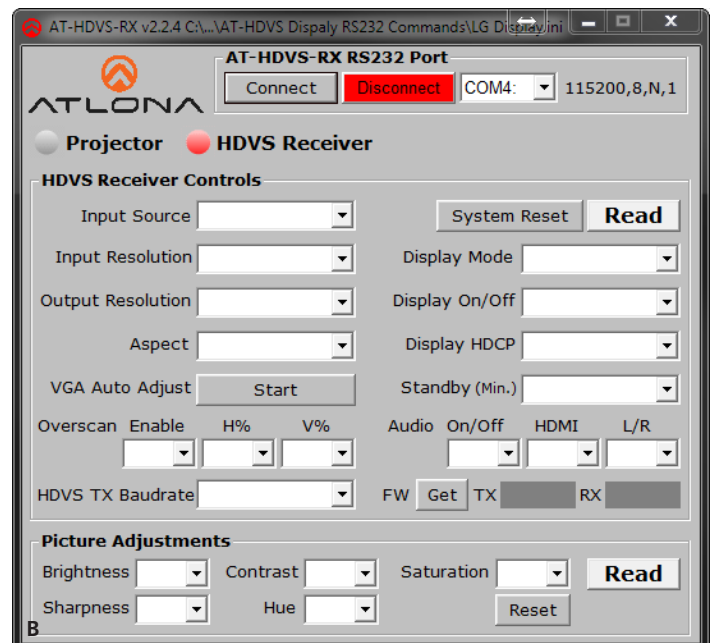 AT-HDVS-RX v2.2.4 C:\...\AT-HDVS Dispaly RS232 Commands\LG Display.ini
AT-HDVS-RX RS232 Port
ATLONA
Connect Disconnect COM4: 115200,8,N,1
Projector HDVS Receiver
HDVS Receiver Controls
Input Source System Reset Read
Input Resolution Display Mode
Output Resolution Display On/Off
Aspect Display HDCP
VGA Auto Adjust Start Standby (Min.)
Overscan Enable H% V% Audio On/Off HDMI L/R
HDVS TX Baudrate FW Get TX RX
Picture Adjustments
Brightness Contrast Saturation Read
Sharpness Hue Reset
B